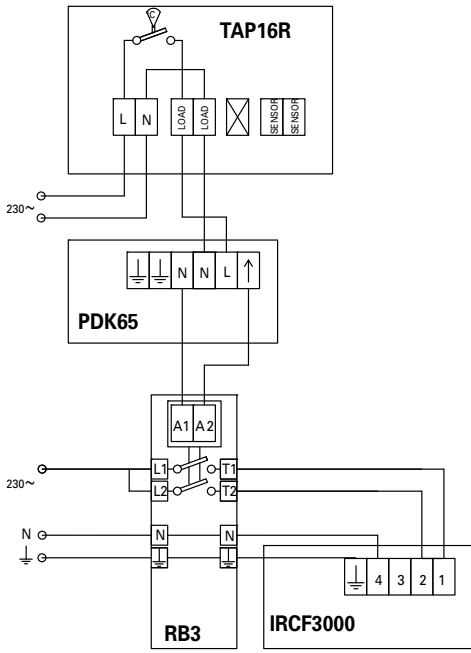 C
TAP16R
L N LOAD LOAD SENSOR SENSOR
230~
N N L ↑
PDK65
A1 A2
L1 T1
230~
L2 T2
N N N
4 3 2 1
RB3
IRCF3000